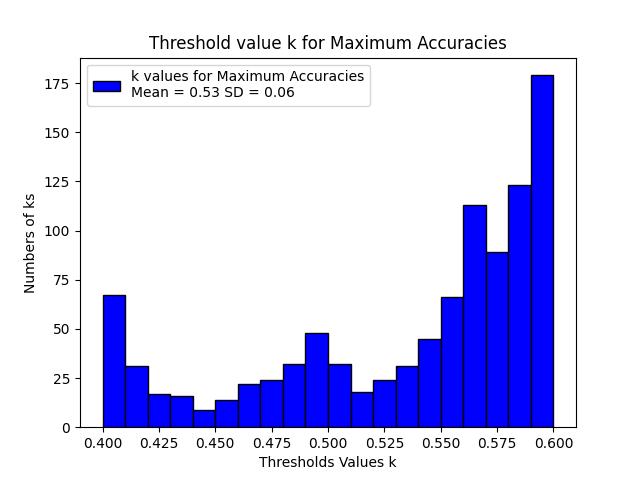 Threshold value k for Maximum Accuracies
k values for Maximum Accuracies
Mean = 0.53 SD = 0.06
175
150
125
100
75
50
25
0
Numbers of ks
0.400 0.425 0.450 0.475 0.500 0.525 0.550 0.575 0.600
Thresholds Values k